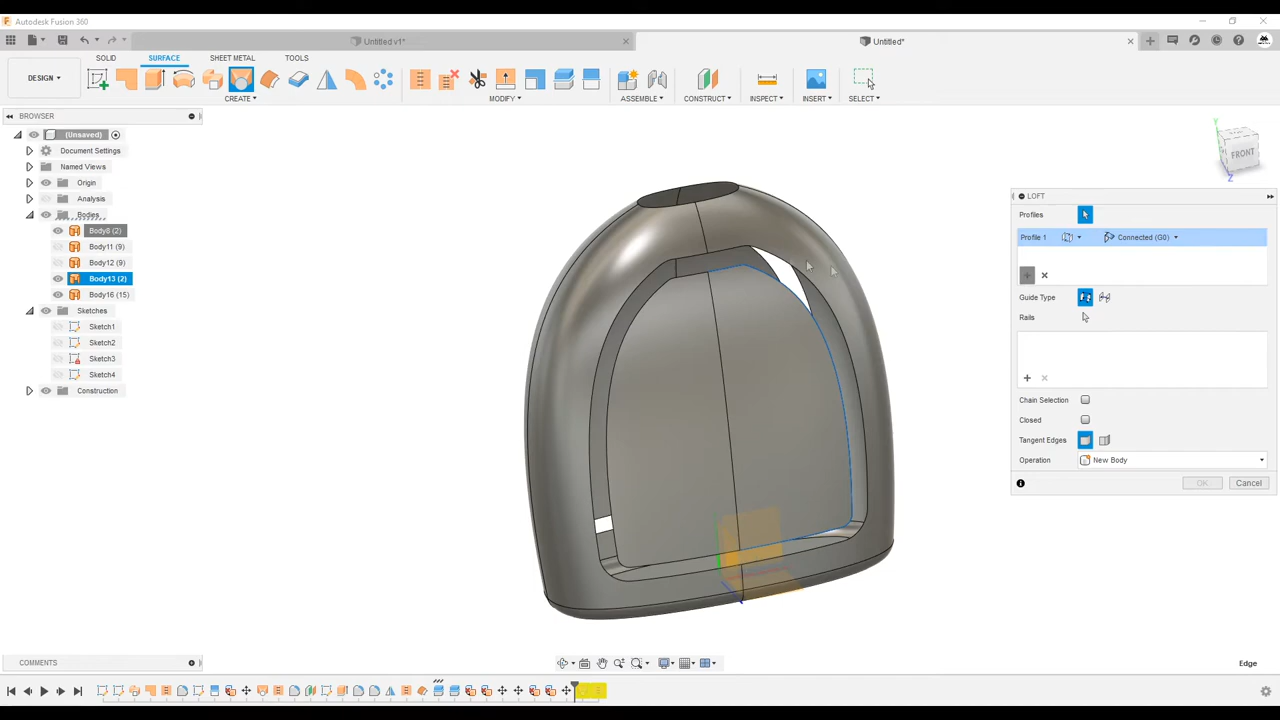 Autodesk Fusion 360
Untitled v1*
Untitled*
DESIGN
SOLID
SURFACE
SHEET METAL
TOOLS
CREATE
MODIFY
ASSEMBLE
CONSTRUCT
INSPECT
INSERT
SELECT
BROWSER
(Unsaved)
Document Settings
Named Views
Origin
Analysis
Bodies
Body8 (2)
Body11 (9)
Body12 (9)
Body13 (2)
Body16 (15)
Sketches
Sketch1
Sketch2
Sketch3
Sketch4
Construction
Y
FRONT
Z
LOFT
Profiles
Profile 1
Connected (G0)
Guide Type
Rails
Chain Selection
Closed
Tangent Edges
Operation
New Body
OK
Cancel
COMMENTS
Edge